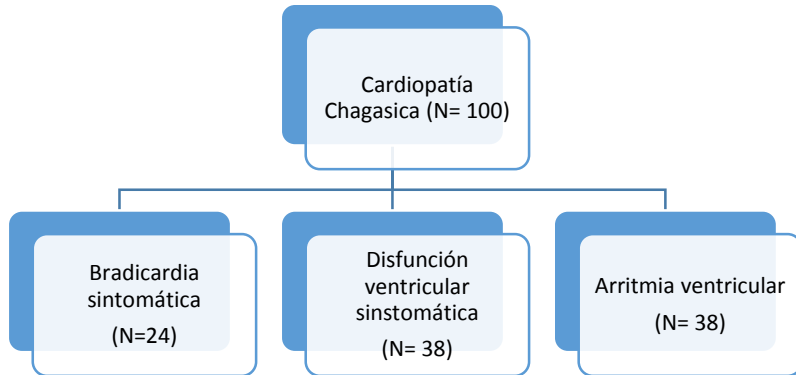 Cardiopatía
Chagasica (N= 100)
Bradicardia
sintomática
(N=24)
Disfunción
ventricular
sinstomática
(N= 38)
Arritmia ventricular
(N= 38)